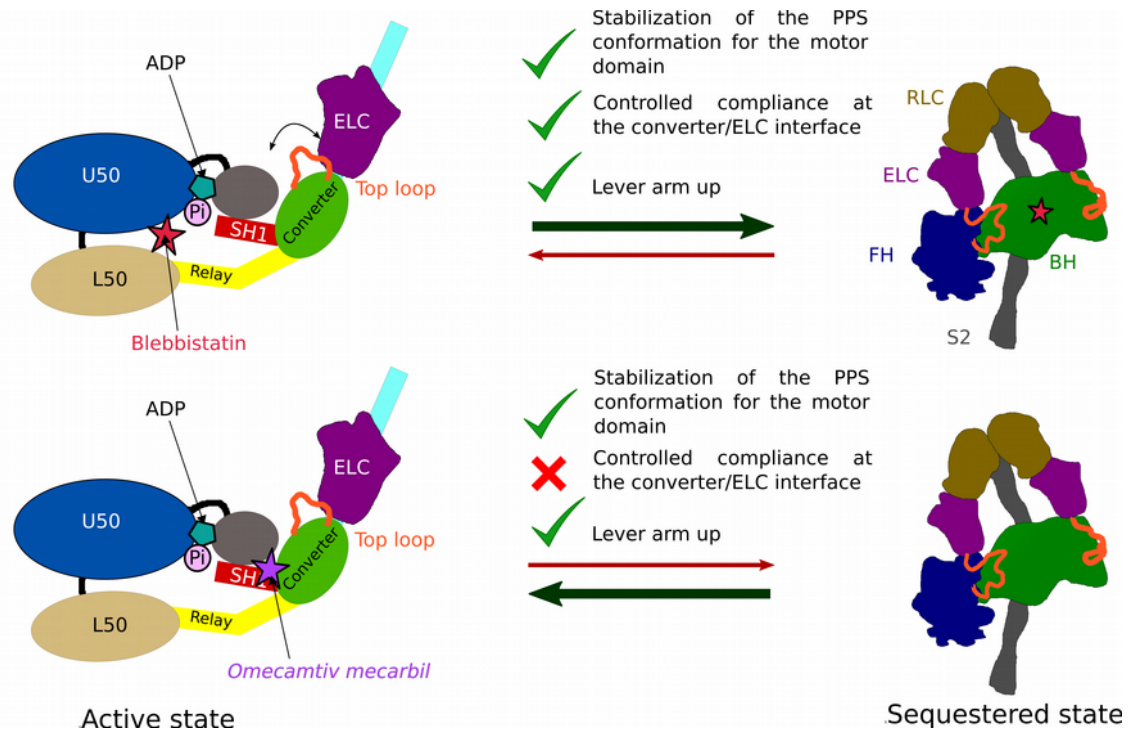 Stabilization of the PPS
conformation for the motor
domain
Controlled compliance at
the converter/ELC interface
Lever arm up
ADP
ELC
U50
Pi
Top loop
SH1
Converter
L50
Relay
Blebbistatin
RLC
ELC
FH
BH
S2
Stabilization of the PPS
conformation for the motor
domain
Controlled compliance at
the converter/ELC interface
Lever arm up
ADP
ELC
U50
Pi
Top loop
Converter
L50
Relay
Omecamtiv mecarbil
Active state
Sequestered state